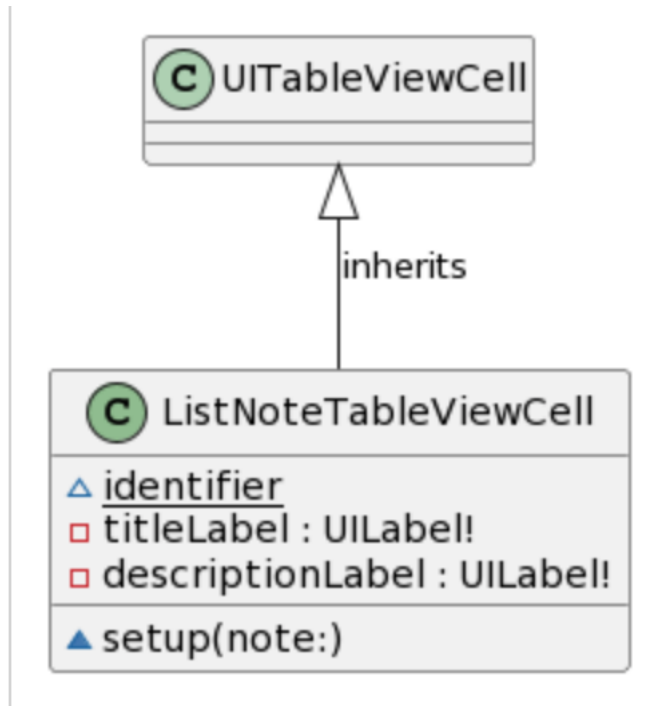 C UITableViewCell
inherits
C ListNoteTableViewCell
identifier
titleLabel : UILabel!
descriptionLabel : UILabel!
setup(note:)